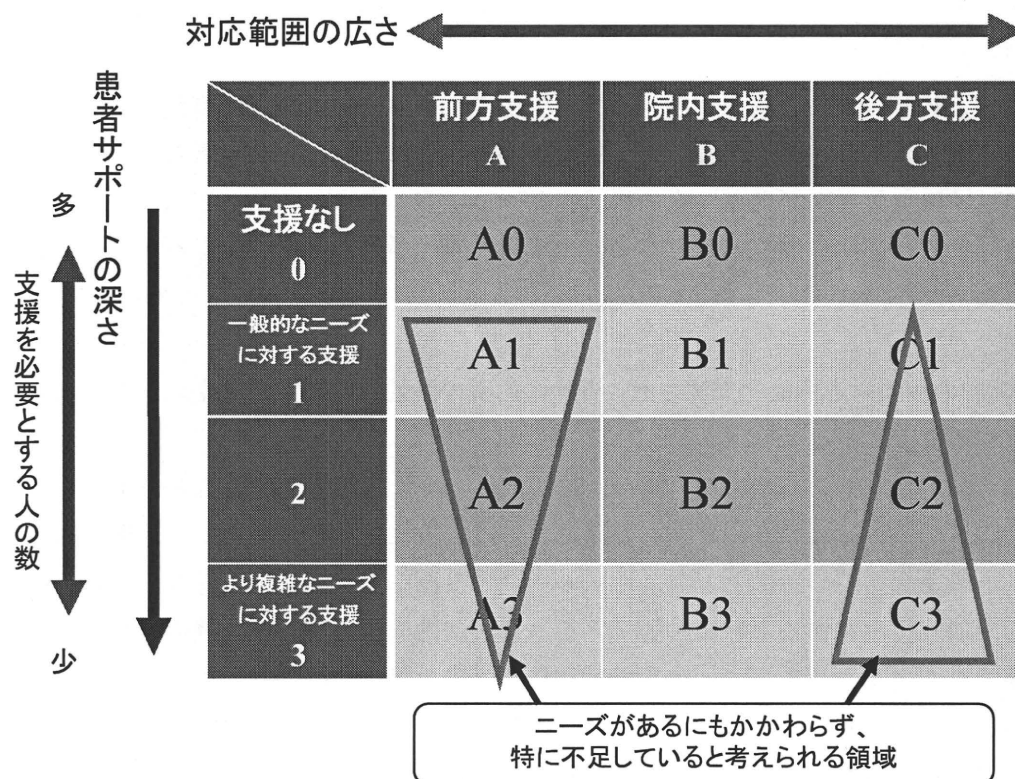 対応範囲の広さ
患者サポートの深さ
多
支援を必要とする人の数
少
前方支援
A
院内支援
B
後方支援
C
支援なし
0
A0
B0
C0
一般的なニーズ
に対する支援
1
A1
B1
C1
2
A2
B2
C2
より複雑なニーズ
に対する支援
3
A3
B3
C3
ニーズがあるにもかかわらず、
特に不足していると考えられる領域